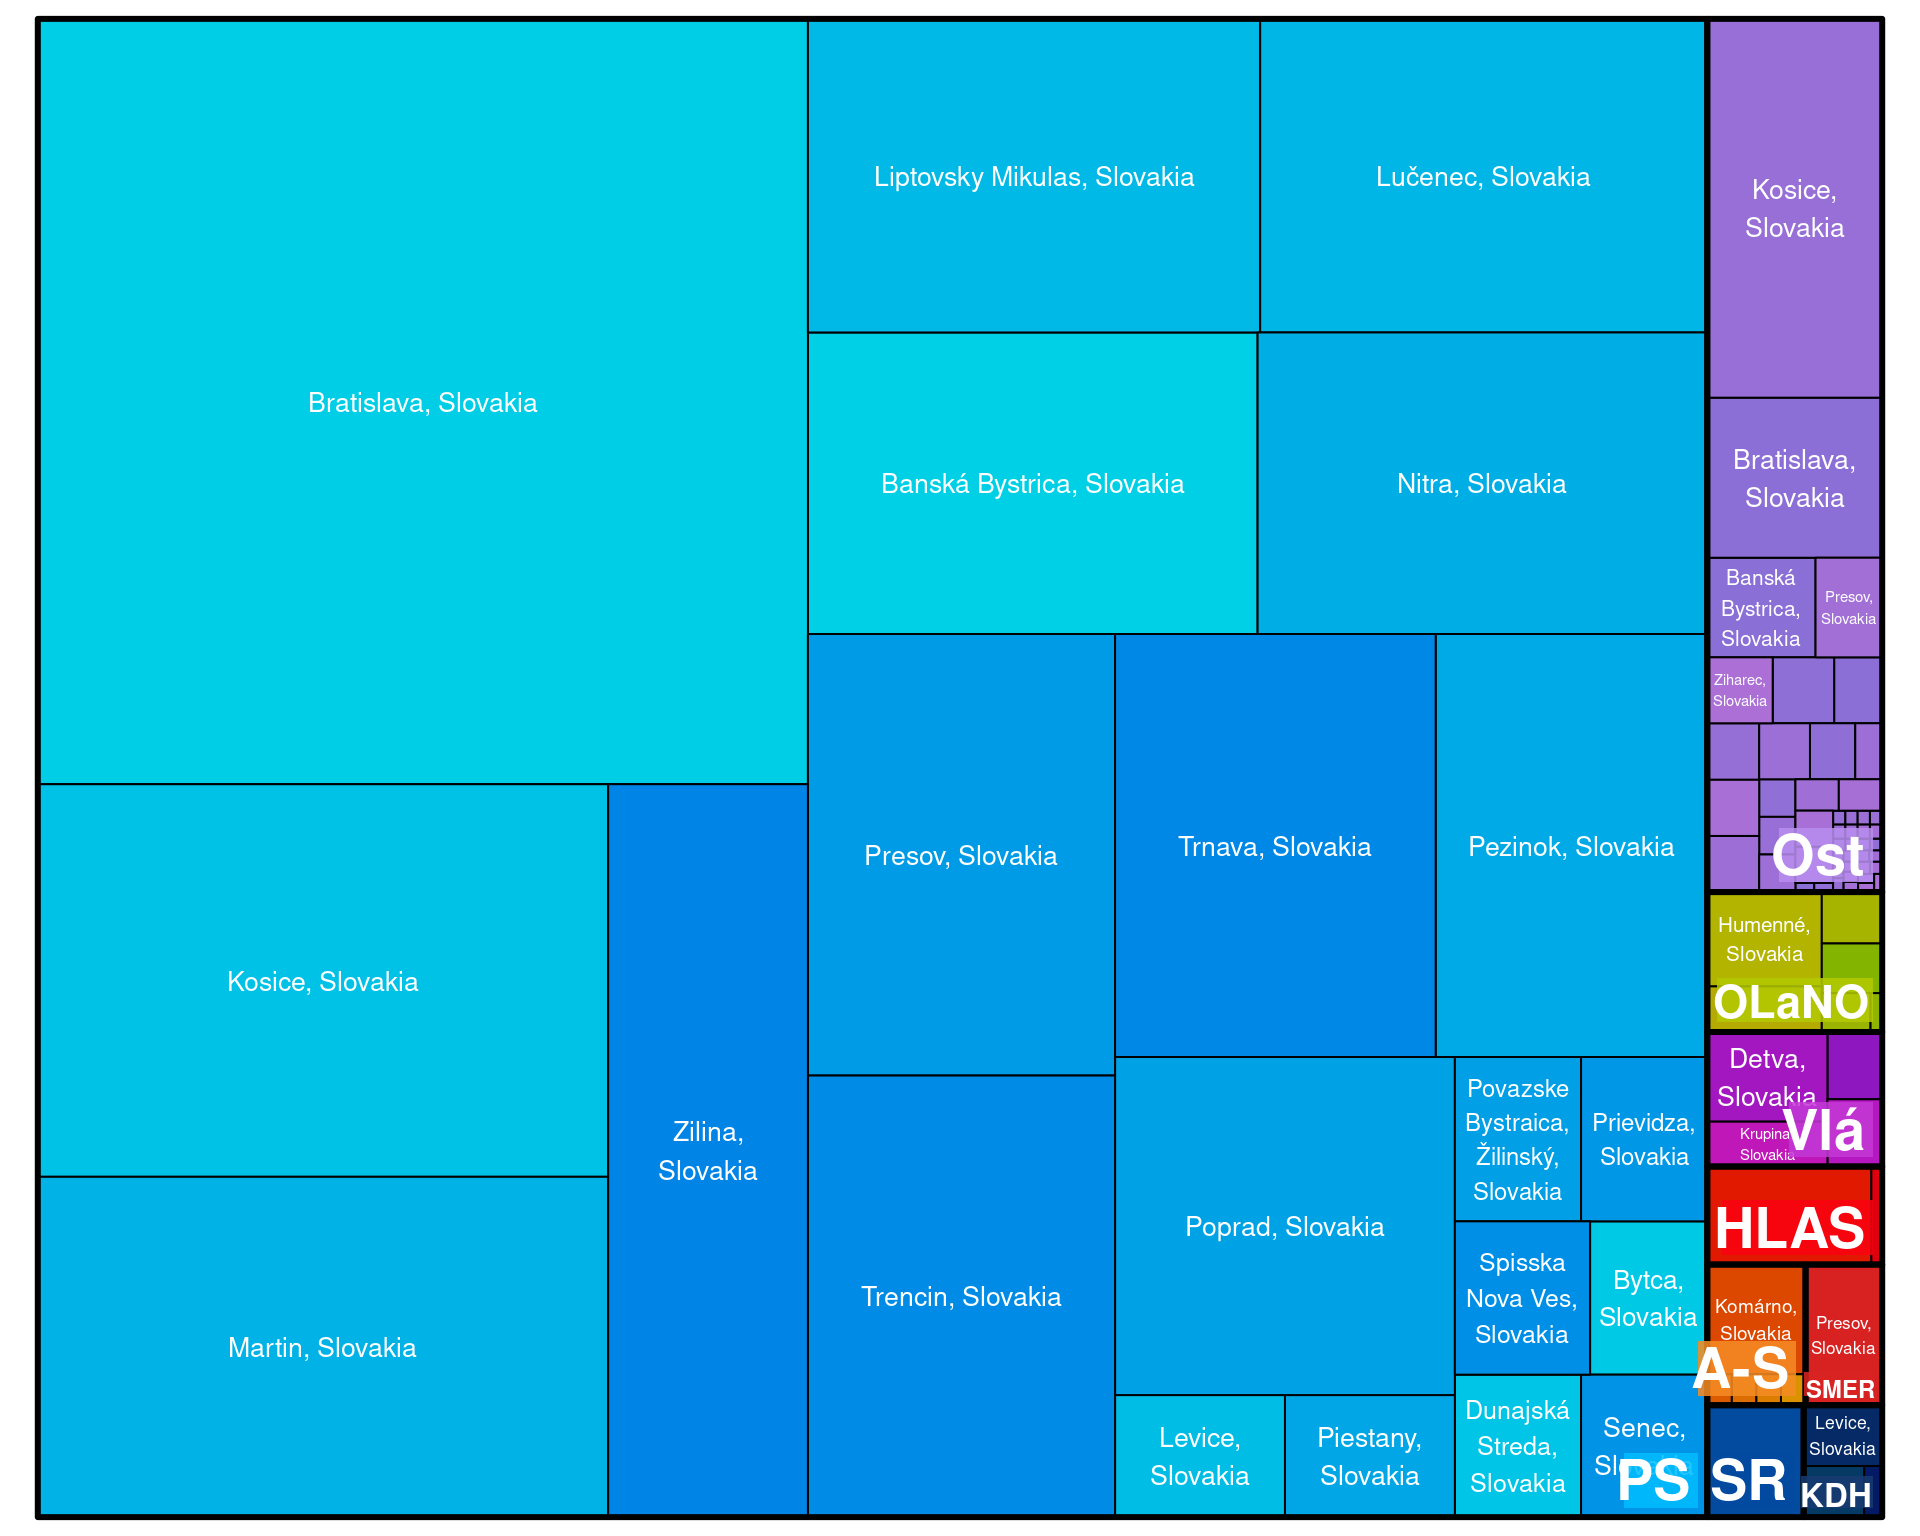 Bratislava, Slovakia
Liptovsky Mikulas, Slovakia
Lučenec, Slovakia
Banská Bystrica, Slovakia
Nitra, Slovakia
Kosice, Slovakia
Martin, Slovakia
Zilina,
Slovakia
Presov, Slovakia
Trencin, Slovakia
Trnava, Slovakia
Pezinok, Slovakia
Poprad, Slovakia
Levice,
Slovakia
Piestany,
Slovakia
Povazske
Bystraica,
Žilinský,
Slovakia
Prievidza,
Slovakia
Spisska
Nova Ves,
Slovakia
Bytca,
Slovakia
Dunajská
Streda,
Slovakia
Senec,
Slovakia
PS
Kosice,
Slovakia
Bratislava,
Slovakia
Banská
Bystrica,
Slovakia
Presov,
Slovakia
Ziharec,
Slovakia
Ost
Humenné,
Slovakia
OLaNO
Detva,
Slovakia
Krupina
Slovakia
Vlá
HLAS
Komárno,
Slovakia
A-S
Presov,
Slovakia
SMER
SR
Levice,
Slovakia
KDH